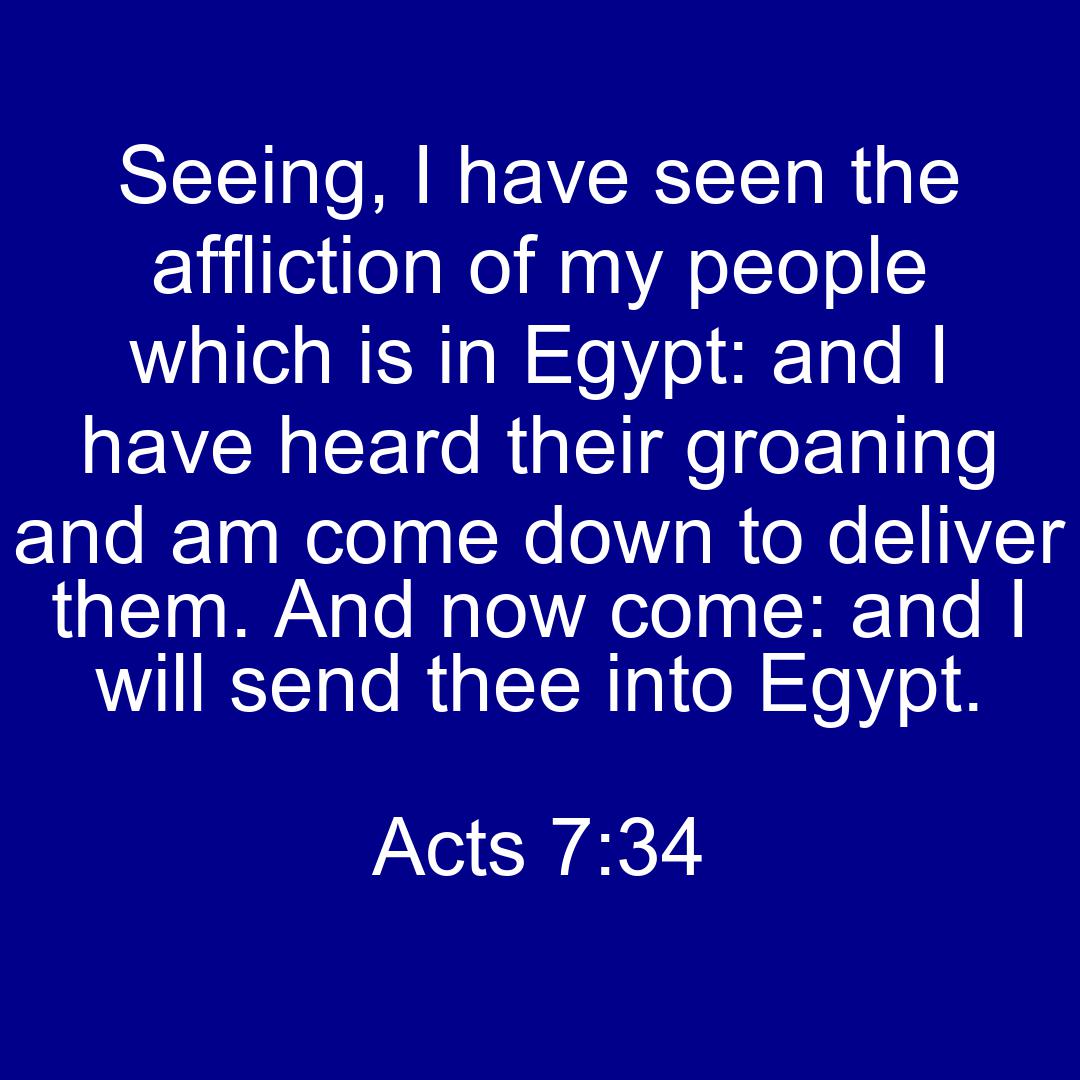 Seeing, I have seen the
affliction of my people
which is in Egypt: and I
have heard their groaning
and am come down to deliver
them. And now come: and I
will send thee into Egypt.
Acts 7:34